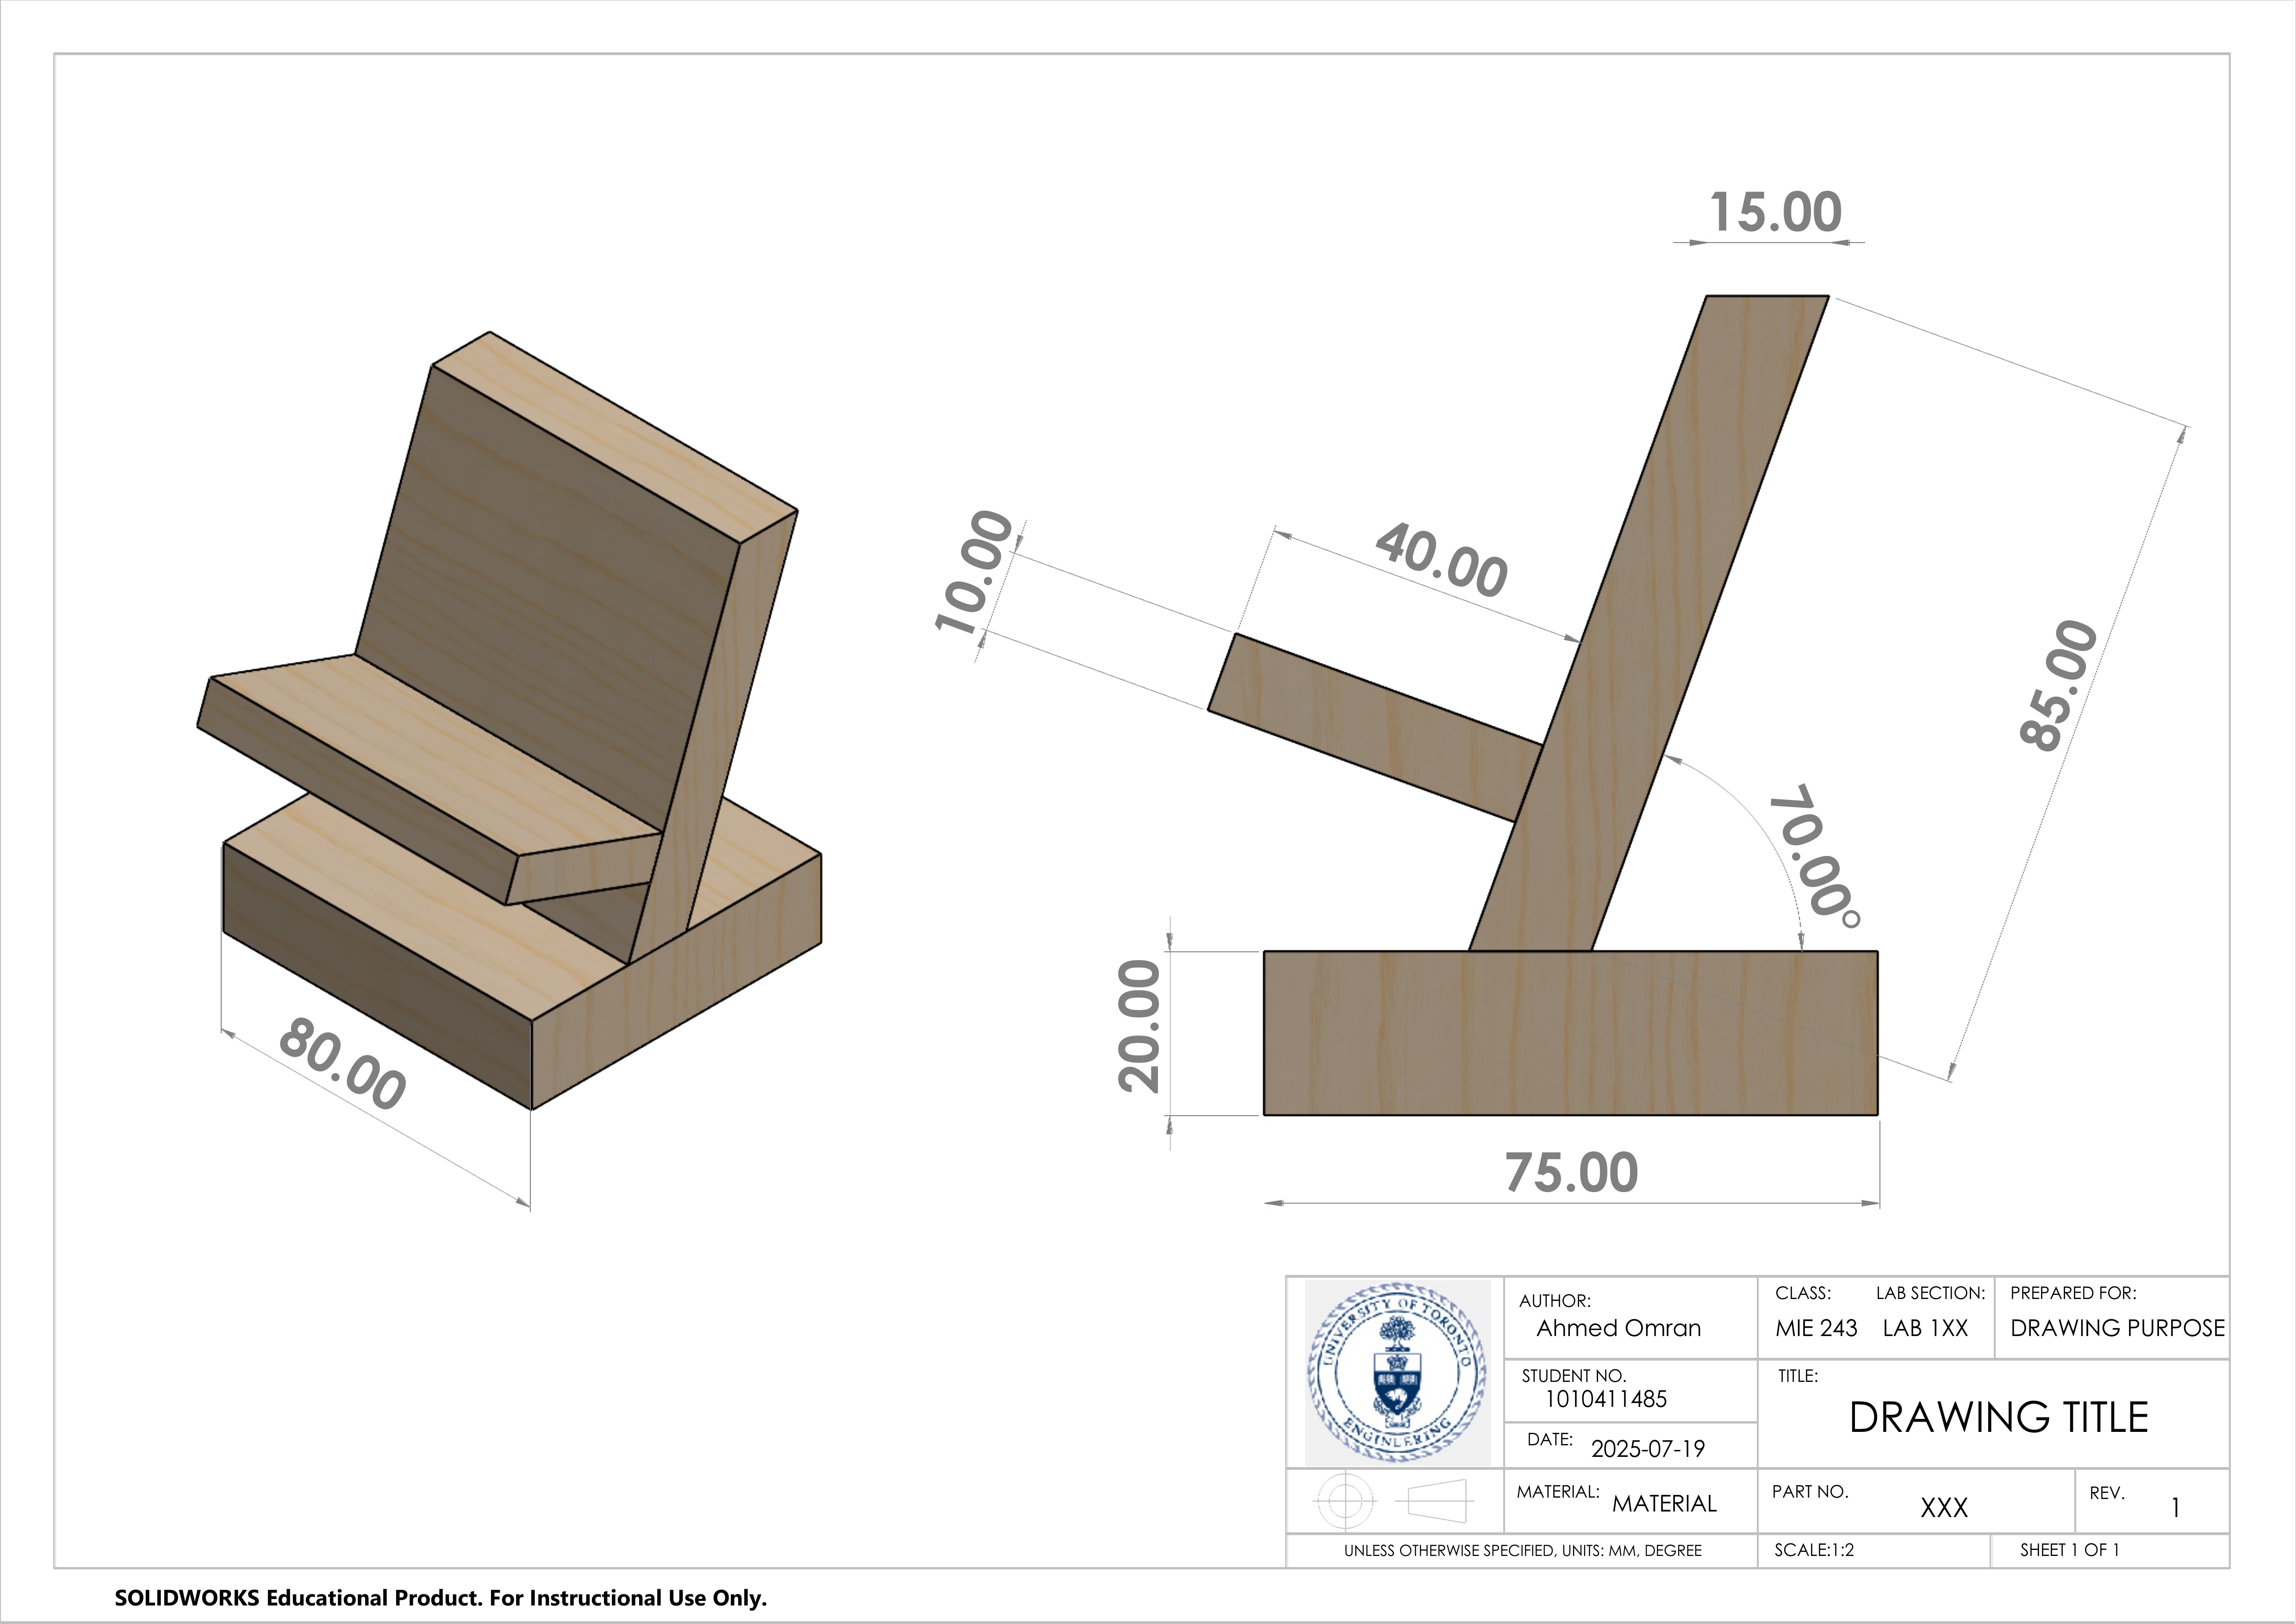 15.00
40.00
10.00
85.00
70.00°
20.00
80.00
75.00
UNIVERSITY OF TORONTO
ENGINEERING
AUTHOR:
Ahmed Omran
CLASS:
MIE 243
LAB SECTION:
LAB 1XX
PREPARED FOR:
DRAWING PURPOSE
STUDENT NO.
1010411485
DATE: 2025-07-19
TITLE:
DRAWING TITLE
MATERIAL: MATERIAL
PART NO.
XXX
REV.
1
UNLESS OTHERWISE SPECIFIED, UNITS: MM, DEGREE
SCALE:1:2
SHEET 1 OF 1
SOLIDWORKS Educational Product. For Instructional Use Only.